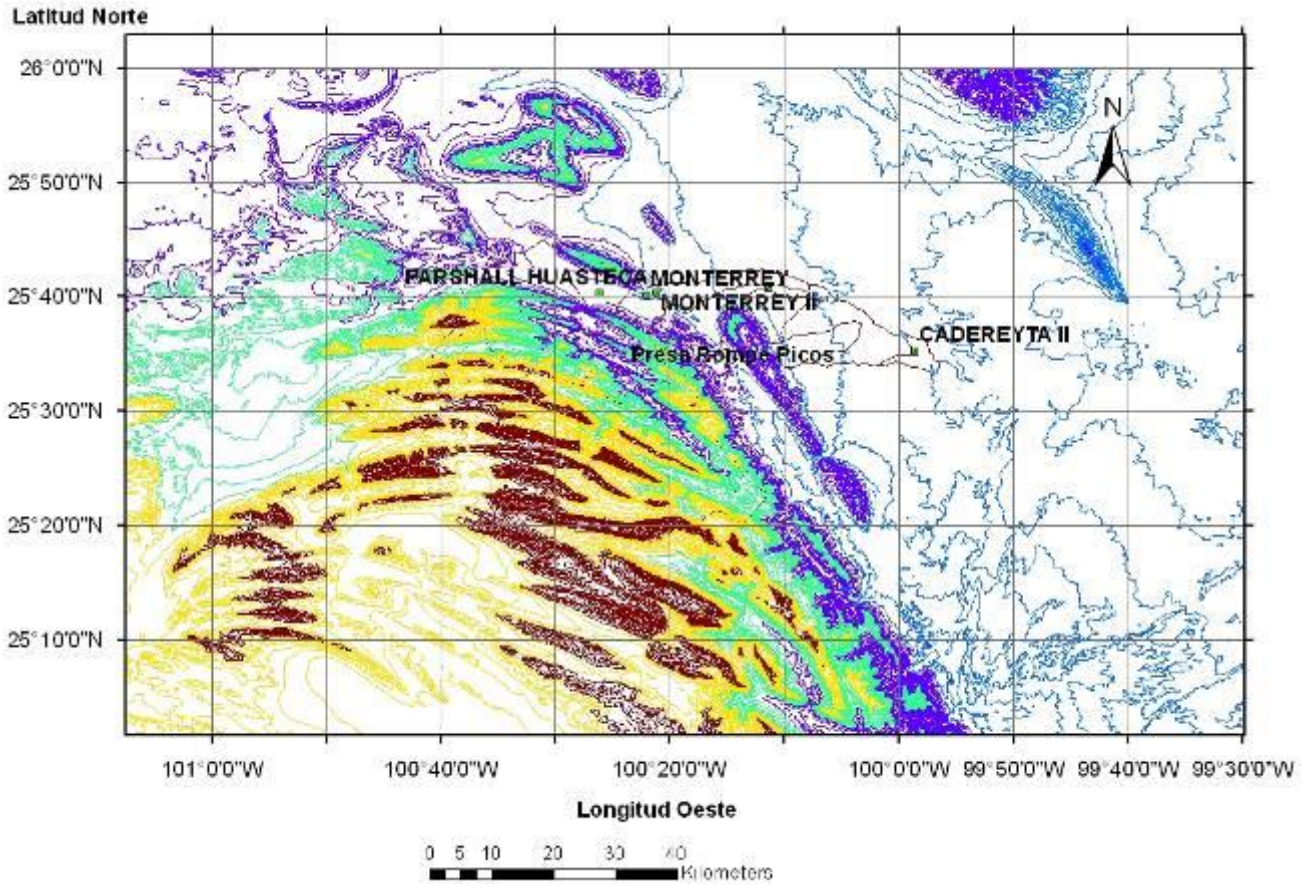 Latitud Norte
26°0'0"N
N
25°50'0"N
PARSHALL HUASTECA MONTERREY
25°40'0"N
MONTERREY II
CADEREYTA II
Presa Rompe Picos
25°30'0"N
25°20'0"N
25°10'0"N
101°0'0"W 100°40'0"W 100°20'0"W 100°0'0"W 99°50'0"W 99°40'0"W 99°30'0"W
Longitud Oeste
0 5 10 20 30 40
Kilometers